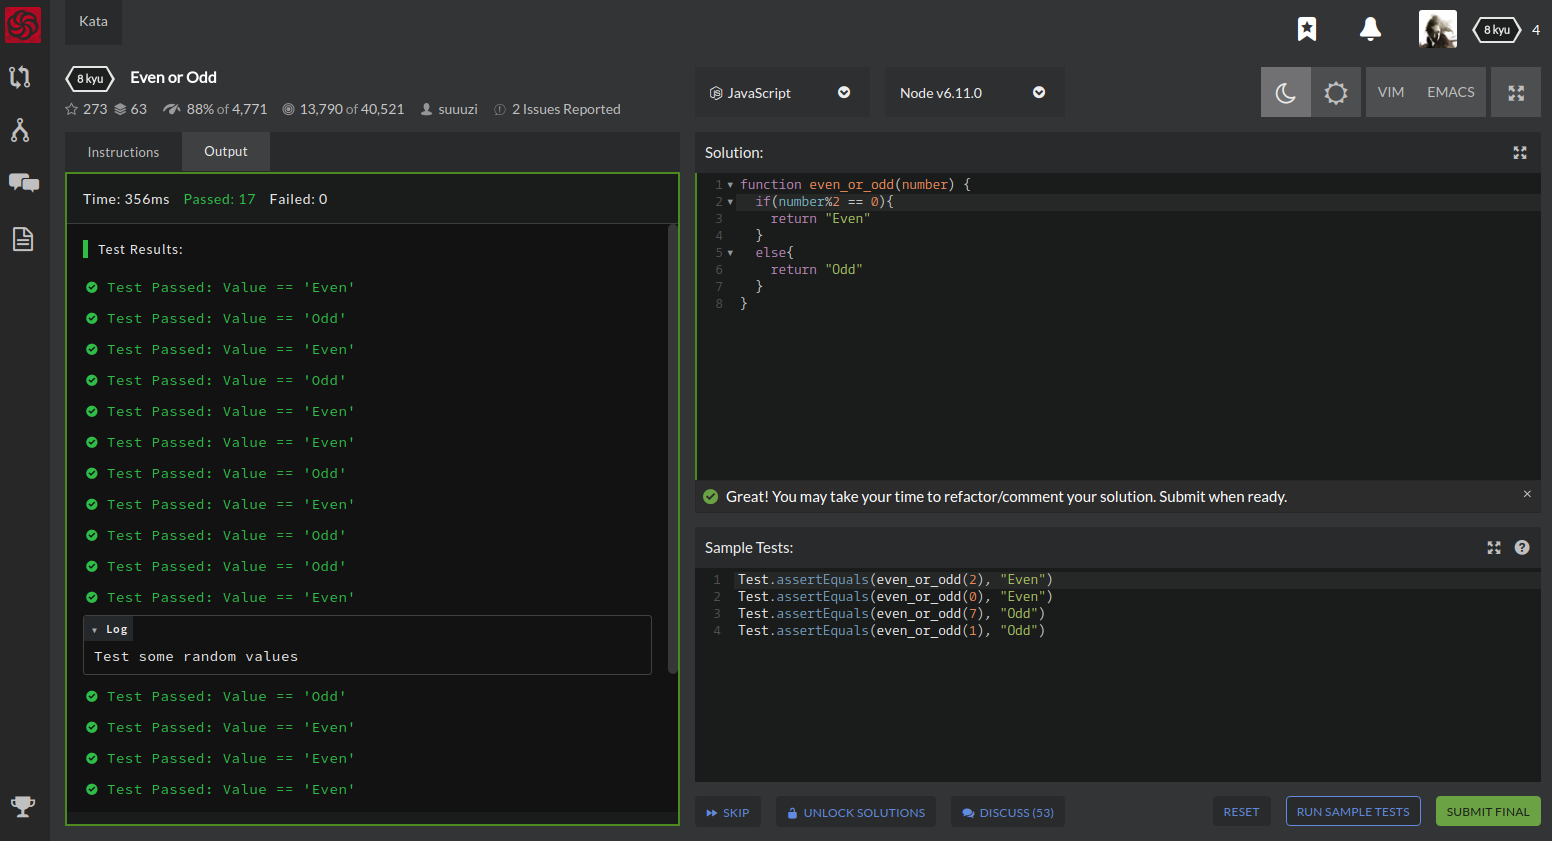 Kata
8 kyu 4
8 kyu Even or Odd
273 63 88% of 4,771 13,790 of 40,521 suuuzi 2 Issues Reported
JavaScript Node v6.11.0 VIM EMACS
Instructions Output
Time: 356ms Passed: 17 Failed: 0
Test Results:
Test Passed: Value == 'Even'
Test Passed: Value == 'Odd'
Test Passed: Value == 'Even'
Test Passed: Value == 'Odd'
Test Passed: Value == 'Even'
Test Passed: Value == 'Even'
Test Passed: Value == 'Odd'
Test Passed: Value == 'Even'
Test Passed: Value == 'Odd'
Test Passed: Value == 'Odd'
Test Passed: Value == 'Even'
Log
Test some random values
Test Passed: Value == 'Odd'
Test Passed: Value == 'Even'
Test Passed: Value == 'Even'
Test Passed: Value == 'Even'
Solution:
1 function even_or_odd(number) {
2 if(number%2 == 0){
3 return "Even"
4 }
5 else{
6 return "Odd"
7 }
8 }
Great! You may take your time to refactor/comment your solution. Submit when ready. ×
Sample Tests: ?
1 Test.assertEquals(even_or_odd(2), "Even")
2 Test.assertEquals(even_or_odd(0), "Even")
3 Test.assertEquals(even_or_odd(7), "Odd")
4 Test.assertEquals(even_or_odd(1), "Odd")
SKIP UNLOCK SOLUTIONS DISCUSS (53) RESET RUN SAMPLE TESTS SUBMIT FINAL